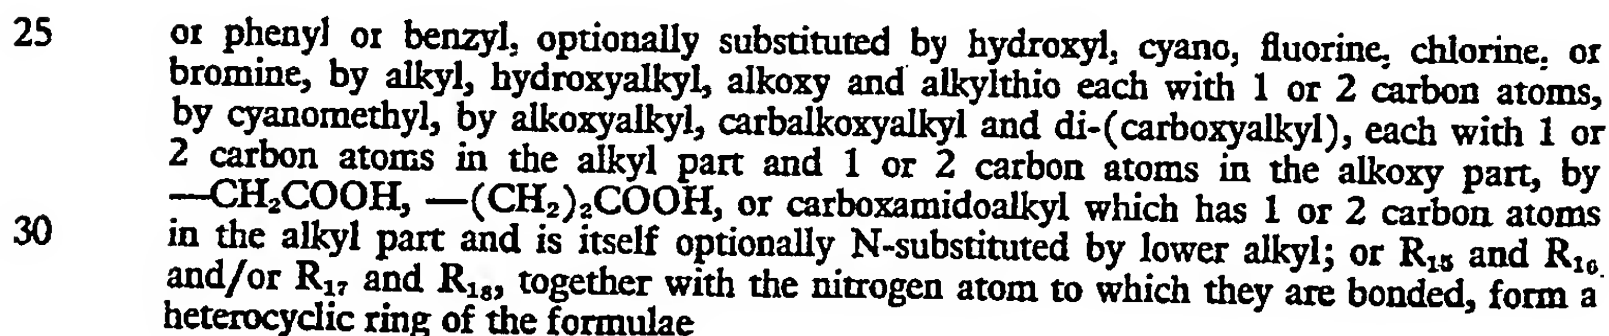 25 or phenyl or benzyl, optionally substituted by hydroxyl, cyano, fluorine, chlorine, or
bromine, by alkyl, hydroxyalkyl, alkoxy and alkylthio each with 1 or 2 carbon atoms,
by cyanomethyl, by alkoxyalkyl, carbalkoxyalkyl and di-(carboxyalkyl), each with 1 or
2 carbon atoms in the alkyl part and 1 or 2 carbon atoms in the alkoxy part, by
—CH₂COOH, —(CH₂)₂COOH, or carboxamidoalkyl which has 1 or 2 carbon atoms
30 in the alkyl part and is itself optionally N-substituted by lower alkyl; or R₁₅ and R₁₆
and/or R₁₇ and R₁₈, together with the nitrogen atom to which they are bonded, form a
heterocyclic ring of the formulae